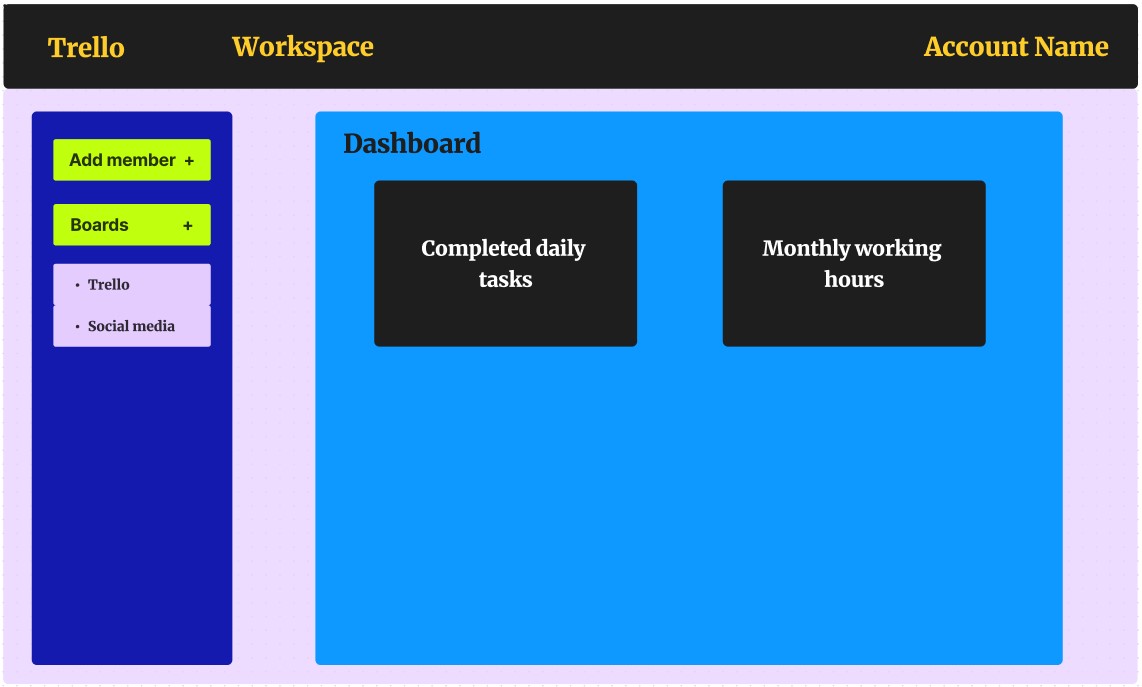 Trello Workspace Account Name
Add member +
Boards +
• Trello
• Social media
Dashboard
Completed daily
tasks
Monthly working
hours